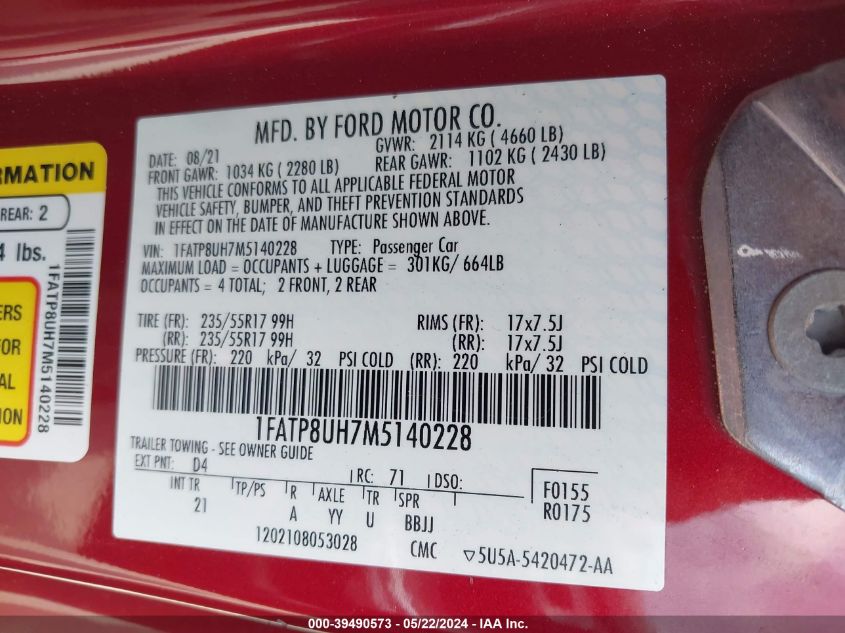 RMATION
REAR: 2
4 lbs.
ERS
FOR
AL
ION
1FATP8UH7M5140228
MFD. BY FORD MOTOR CO.
DATE: 08/21 GVWR: 2114 KG ( 4660 LB)
FRONT GAWR: 1034 KG ( 2280 LB) REAR GAWR: 1102 KG ( 2430 LB)
THIS VEHICLE CONFORMS TO ALL APPLICABLE FEDERAL MOTOR
VEHICLE SAFETY, BUMPER, AND THEFT PREVENTION STANDARDS
IN EFFECT ON THE DATE OF MANUFACTURE SHOWN ABOVE.
VIN: 1FATP8UH7M5140228 TYPE: Passenger Car
MAXIMUM LOAD = OCCUPANTS + LUGGAGE = 301KG/ 664LB
OCCUPANTS = 4 TOTAL; 2 FRONT, 2 REAR
TIRE (FR): 235/55R17 99H RIMS (FR): 17x7.5J
(RR): 235/55R17 99H (RR): 17x7.5J
PRESSURE (FR): 220 kPa/ 32 PSI COLD (RR): 220 kPa/ 32 PSI COLD
1FATP8UH7M5140228
TRAILER TOWING - SEE OWNER GUIDE
EXT PNT: D4 RC: 71 DSO:
INT TR TP/PS R AXLE TR SPR
21 A YY U BBJJ
F0155
R0175
1202108053028 CMC ▽5U5A-5420472-AA
000-39490573 - 05/22/2024 - IAA Inc.